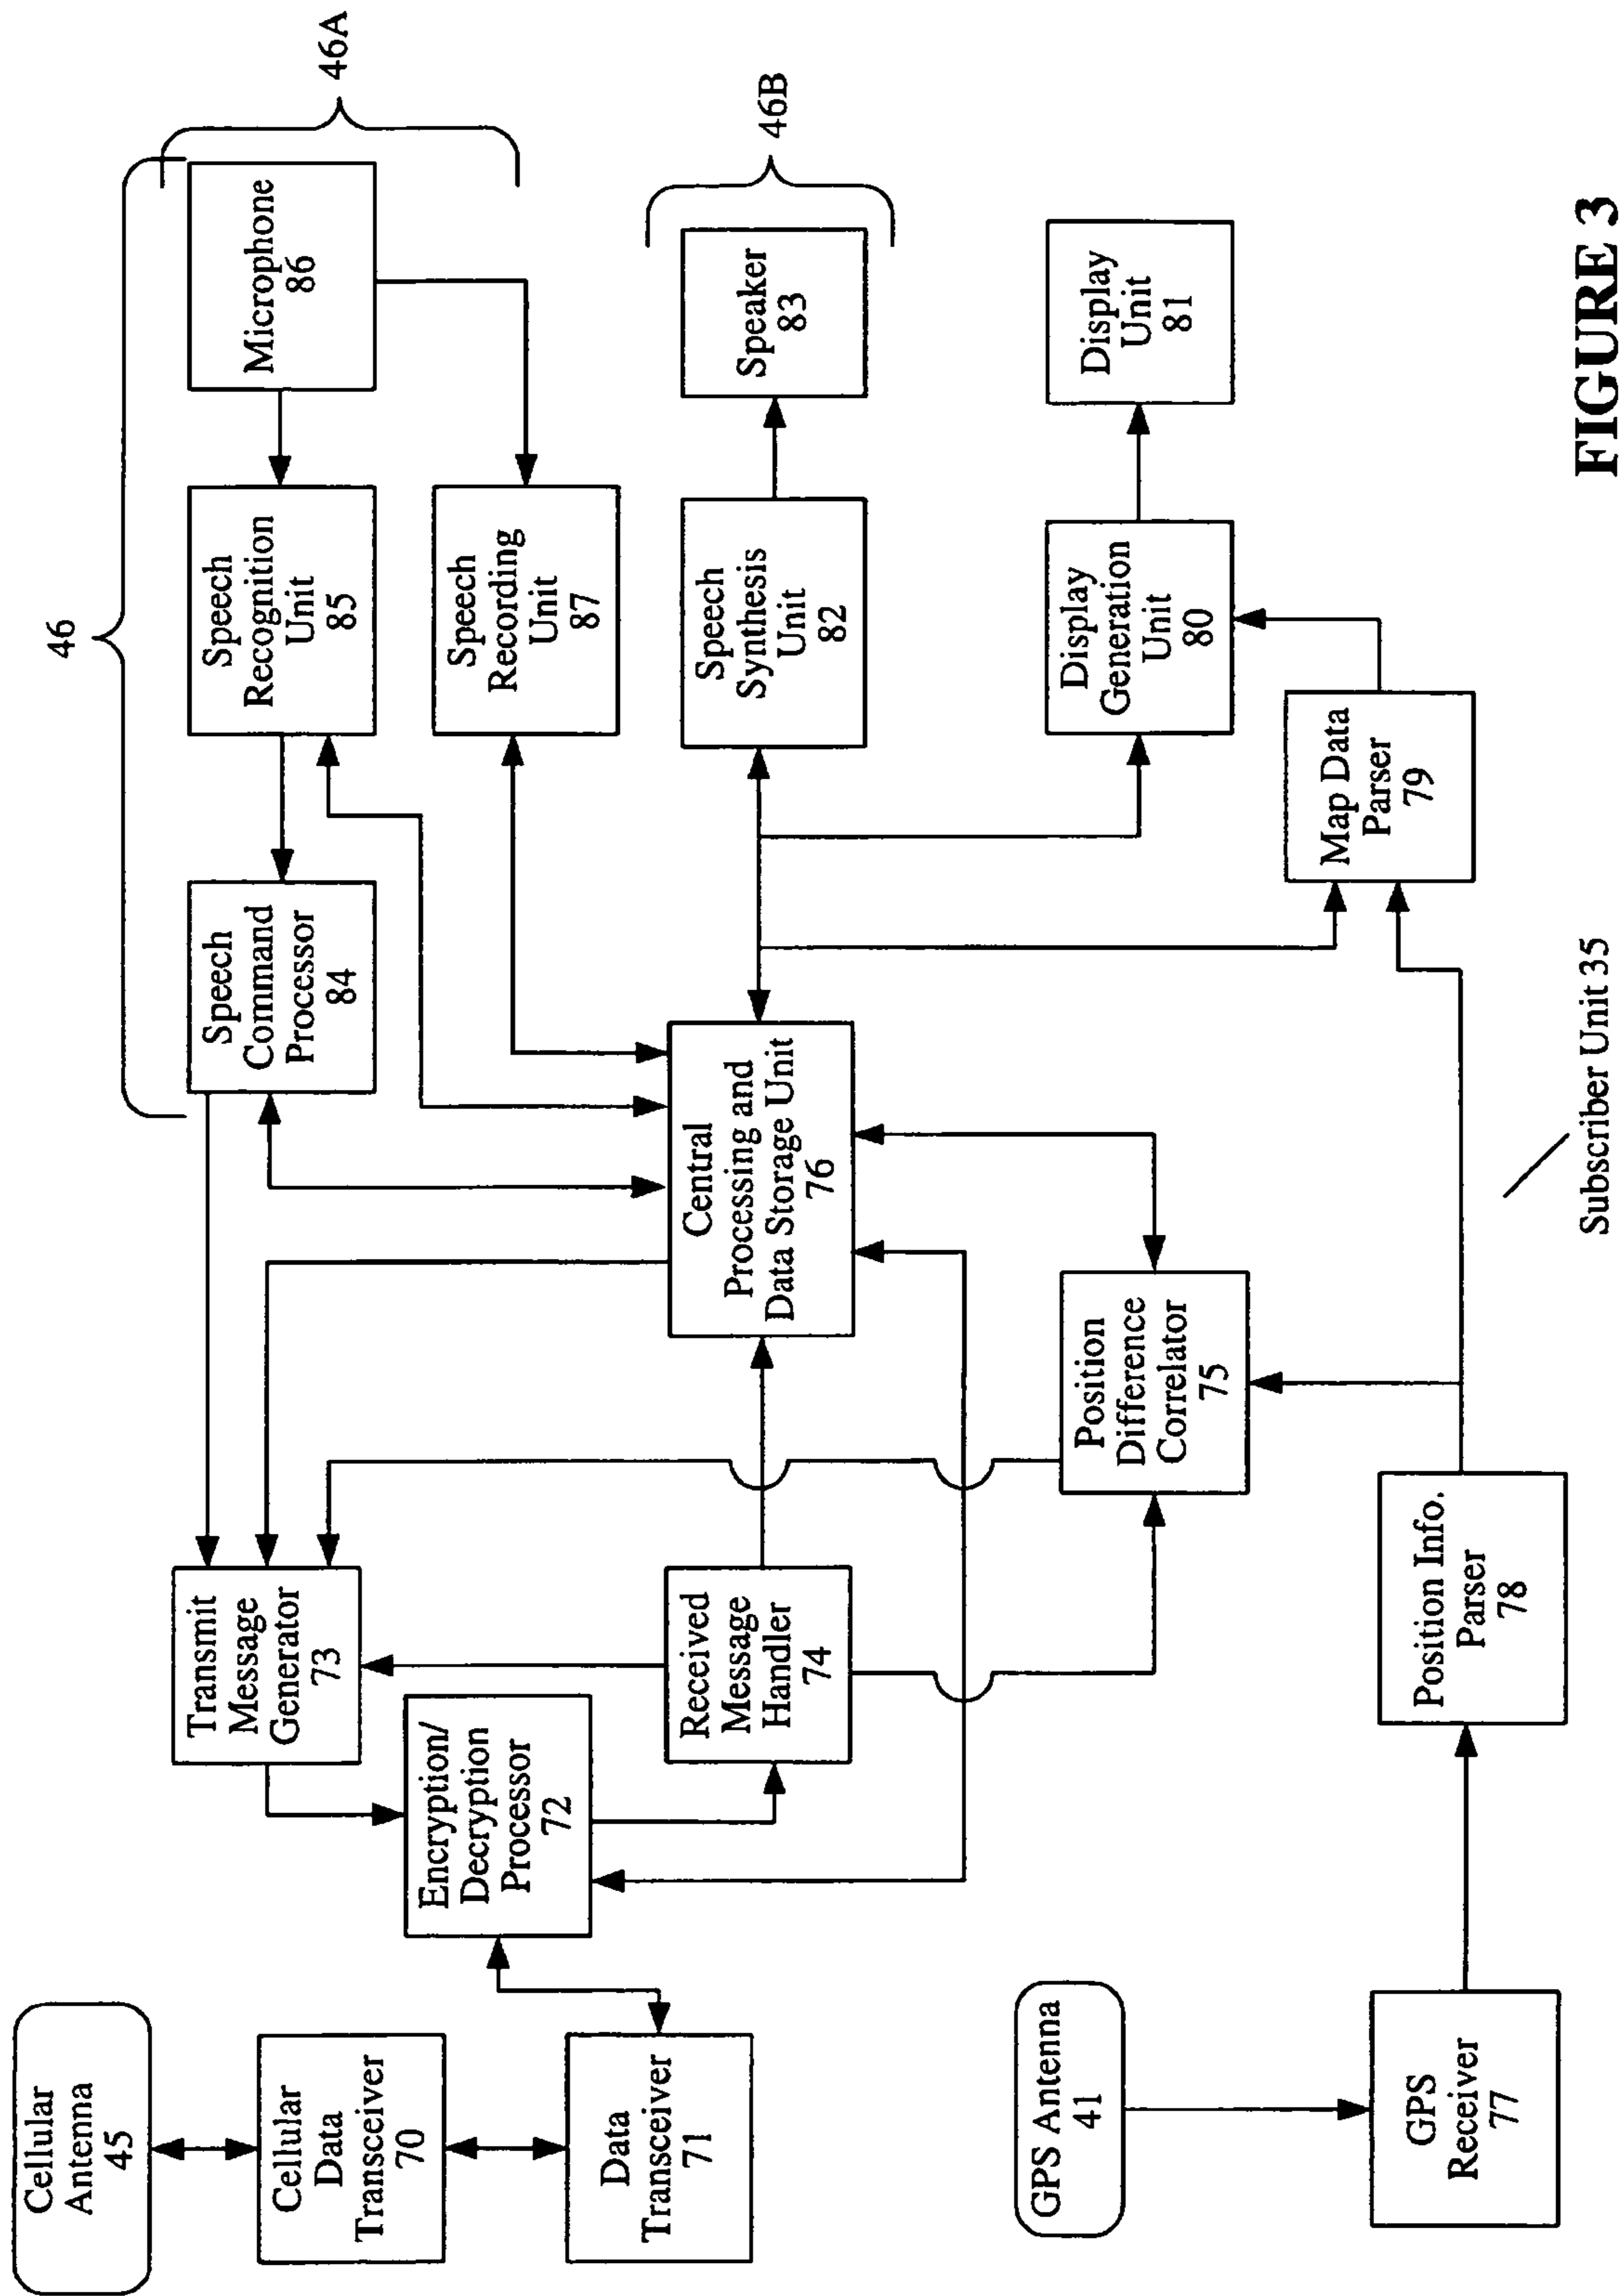 Cellular
Antenna
45
Cellular
Data
Transceiver
70
Data
Transceiver
71
Encryption/
Decryption
Processor
72
Transmit
Message
Generator
73
Received
Message
Handler
74
Central
Processing and
Data Storage Unit
76
Position
Difference
Correlator
75
GPS Antenna
41
GPS
Receiver
77
Position Info.
Parser
78
Subscriber Unit 35
46
Speech
Command
Processor
84
Speech
Recognition
Unit
85
Microphone
86
46A
Speech
Recording
Unit
87
Speech
Synthesis
Unit
82
Speaker
83
46B
Display
Generation
Unit
80
Display
Unit
81
Map Data
Parser
79
FIGURE 3